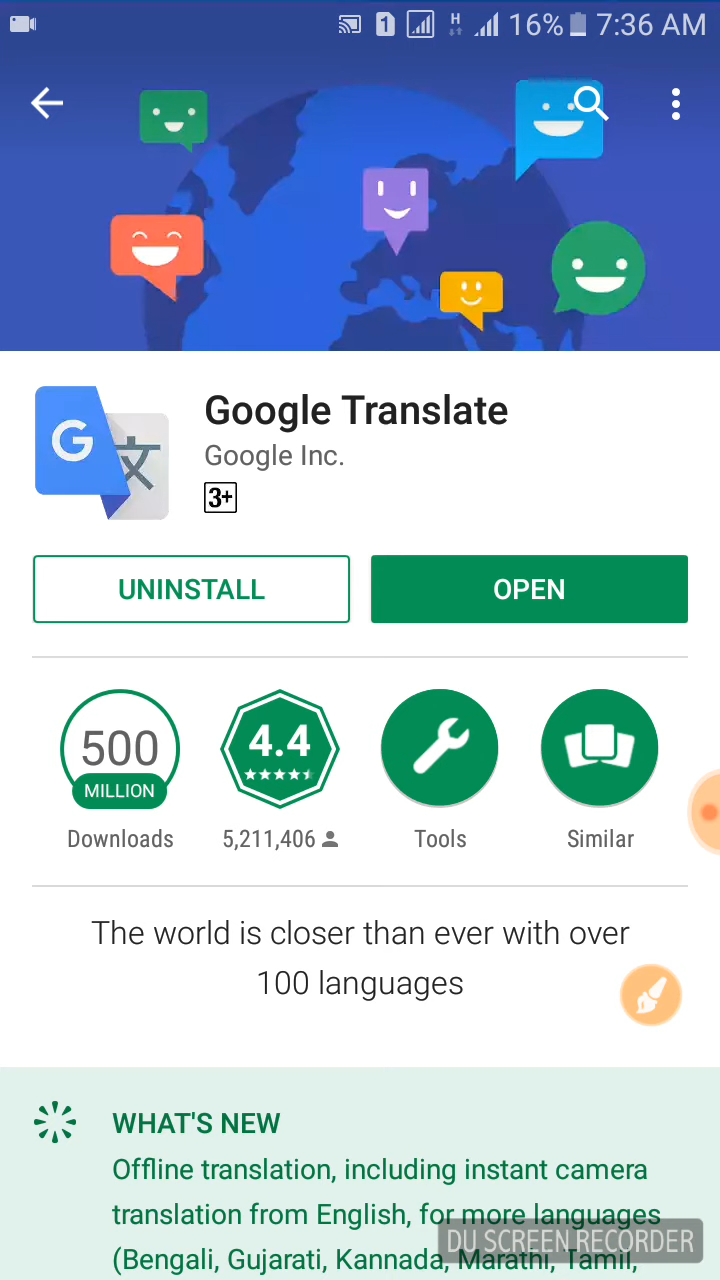 1 H 16% 7:36 AM
Google Translate
G 文
Google Inc.
3+
UNINSTALL OPEN
500 4.4
MILLION
Downloads 5,211,406 Tools Similar
The world is closer than ever with over
100 languages
WHAT'S NEW
Offline translation, including instant camera
translation from English, for more languages
(Bengali, Gujarati, Kannada, Marathi, Tamil,
DU SCREEN RECORDER